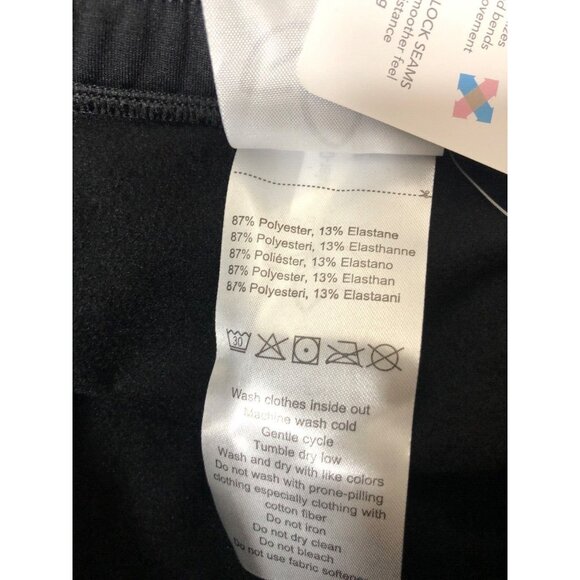 LOCK SEAMS
smoother feel
87% Polyester, 13% Elastane
87% Polyesteri, 13% Elasthanne
87% Poliéster, 13% Elastano
87% Polyester, 13% Elasthan
87% Polyesteri, 13% Elastaani
30
Wash clothes inside out
Machine wash cold
Gentle cycle
Tumble dry low
Wash and dry with like colors
Do not wash with prone-pilling
clothing especially clothing with
cotton fiber
Do not iron
Do not dry clean
Do not bleach
Do not use fabric softene